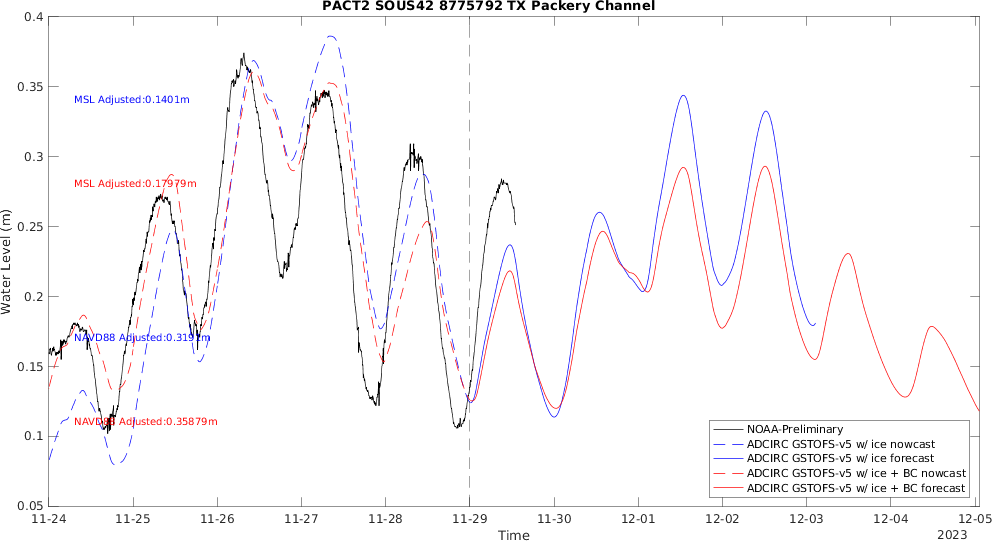 PACT2 SOUS42 8775792 TX Packery Channel
0.4
0.35
0.3
0.25
0.2
0.15
0.1
0.05
Water Level (m)
MSL Adjusted:0.1401m
MSL Adjusted:0.17979m
NAVD88 Adjusted:0.3191m
NAVD88 Adjusted:0.35879m
NOAA-Preliminary
ADCIRC GSTOFS-v5 w/ ice nowcast
ADCIRC GSTOFS-v5 w/ ice forecast
ADCIRC GSTOFS-v5 w/ ice + BC nowcast
ADCIRC GSTOFS-v5 w/ ice + BC forecast
11-24 11-25 11-26 11-27 11-28 11-29 11-30 12-01 12-02 12-03 12-04 12-05
Time
2023